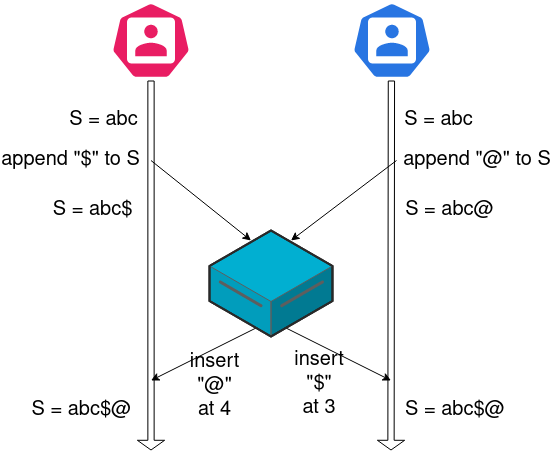 S = abc
S = abc
append "$" to S
append "@" to S
S = abc$
S = abc@
insert
"@"
at 4
insert
"$"
at 3
S = abc$@
S = abc$@